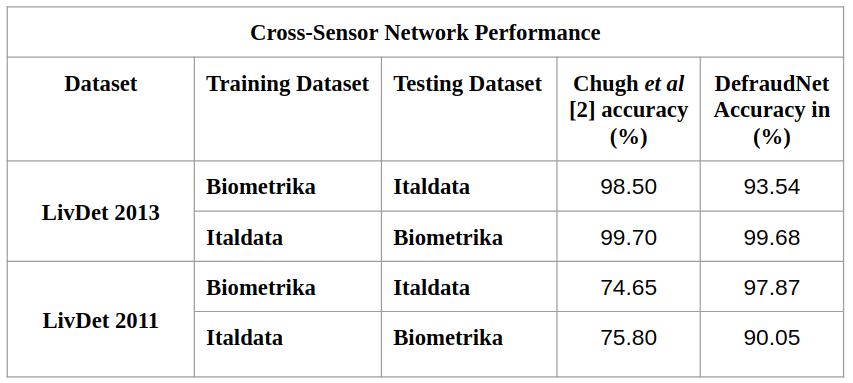 Cross-Sensor Network Performance
Dataset Training Dataset Testing Dataset Chugh et al DefraudNet
[2] accuracy Accuracy in
(%) (%)
LivDet 2013
Biometrika Italdata 98.50 93.54
Italdata Biometrika 99.70 99.68
LivDet 2011
Biometrika Italdata 74.65 97.87
Italdata Biometrika 75.80 90.05